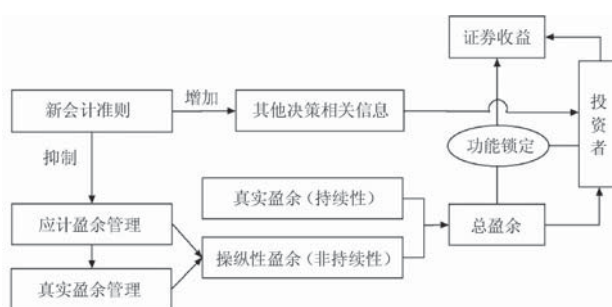 证券收益
新会计准则
增加
其他决策相关信息
投资者
抑制
功能锁定
真实盈余(持续性)
应计盈余管理
总盈余
操纵性盈余(非持续性)
真实盈余管理